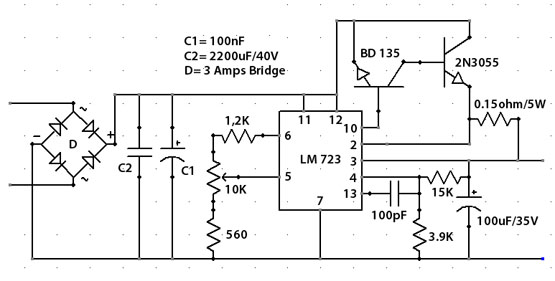 C1= 100nF
C2= 2200uF/40V
D= 3 Amps Bridge
BD 135
2N3055
0.15ohm/5W
11
12
1,2K
6
10
2
LM 723
3
5
4
13
7
~
-
D
+
~
C2
C1
10K
560
15K
100pF
+
100uF/35V
3.9K
+